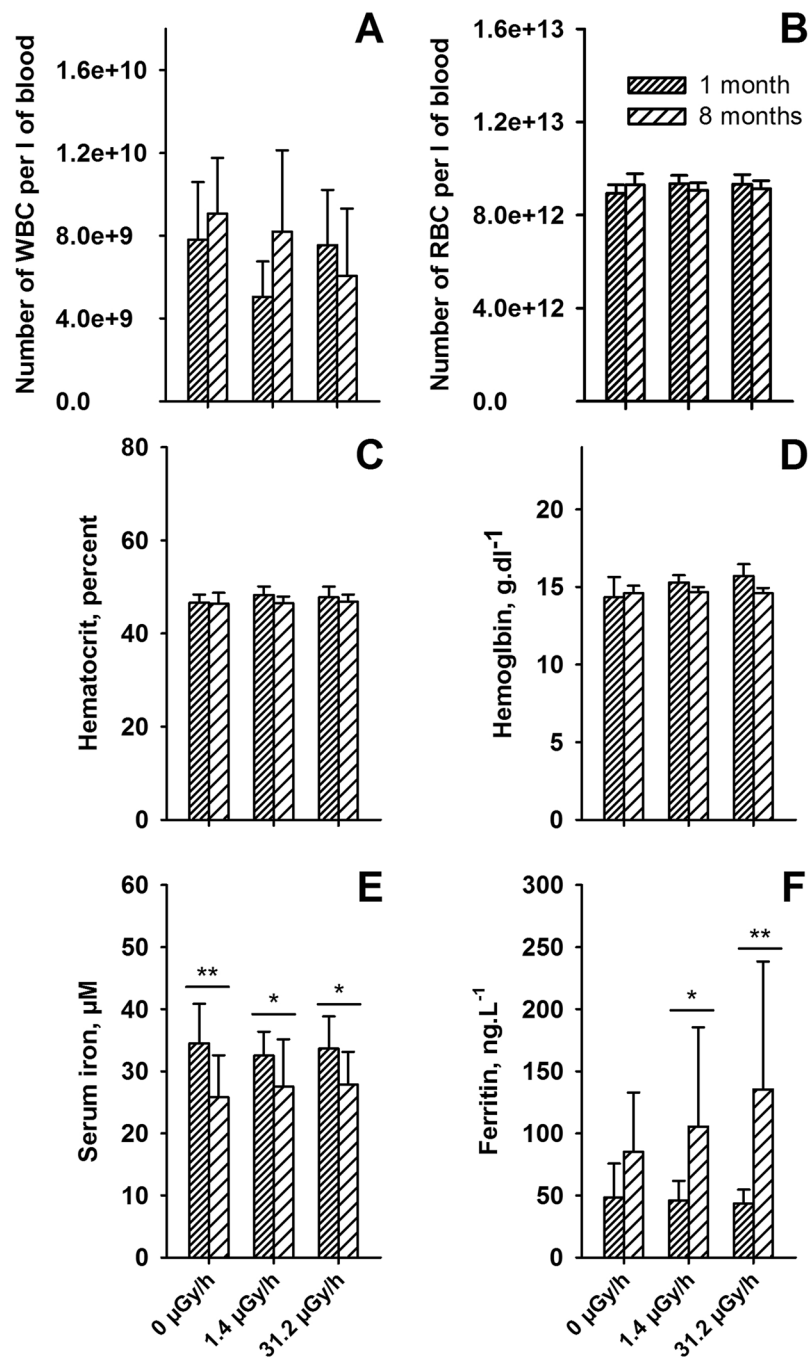 A
Number of WBC per l of blood
1.6e+10
1.2e+10
8.0e+9
4.0e+9
0.0
B
Number of RBC per l of blood
1.6e+13
1.2e+13
8.0e+12
4.0e+12
0.0
1 month
8 months
C
Hematocrit, percent
80
60
40
20
0
D
Hemoglbin, g.dl-1
20
15
10
5
0
E
Serum iron, µM
60
50
40
30
20
10
0
**
*
*
0 µGy/h
1.4 µGy/h
31.2 µGy/h
F
Ferritin, ng.L-1
300
250
200
150
100
50
0
*
**
0 µGy/h
1.4 µGy/h
31.2 µGy/h